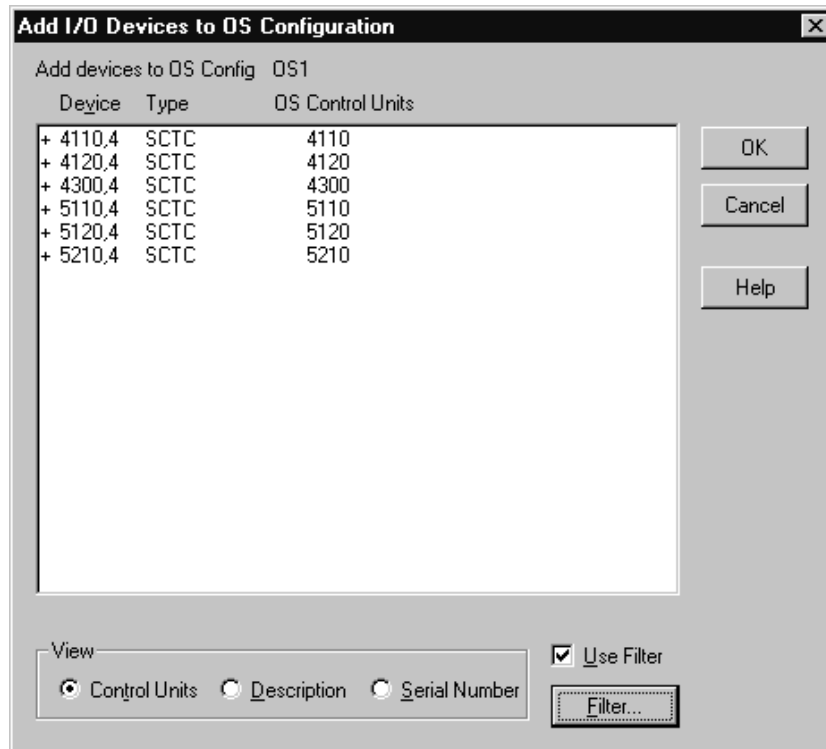 Add I/O Devices to OS Configuration
Add devices to OS Config OS1
Device Type OS Control Units
+ 4110,4 SCTC 4110
+ 4120,4 SCTC 4120
+ 4300,4 SCTC 4300
+ 5110,4 SCTC 5110
+ 5120,4 SCTC 5120
+ 5210,4 SCTC 5210
OK
Cancel
Help
View
Control Units Description Serial Number
Use Filter
Filter...